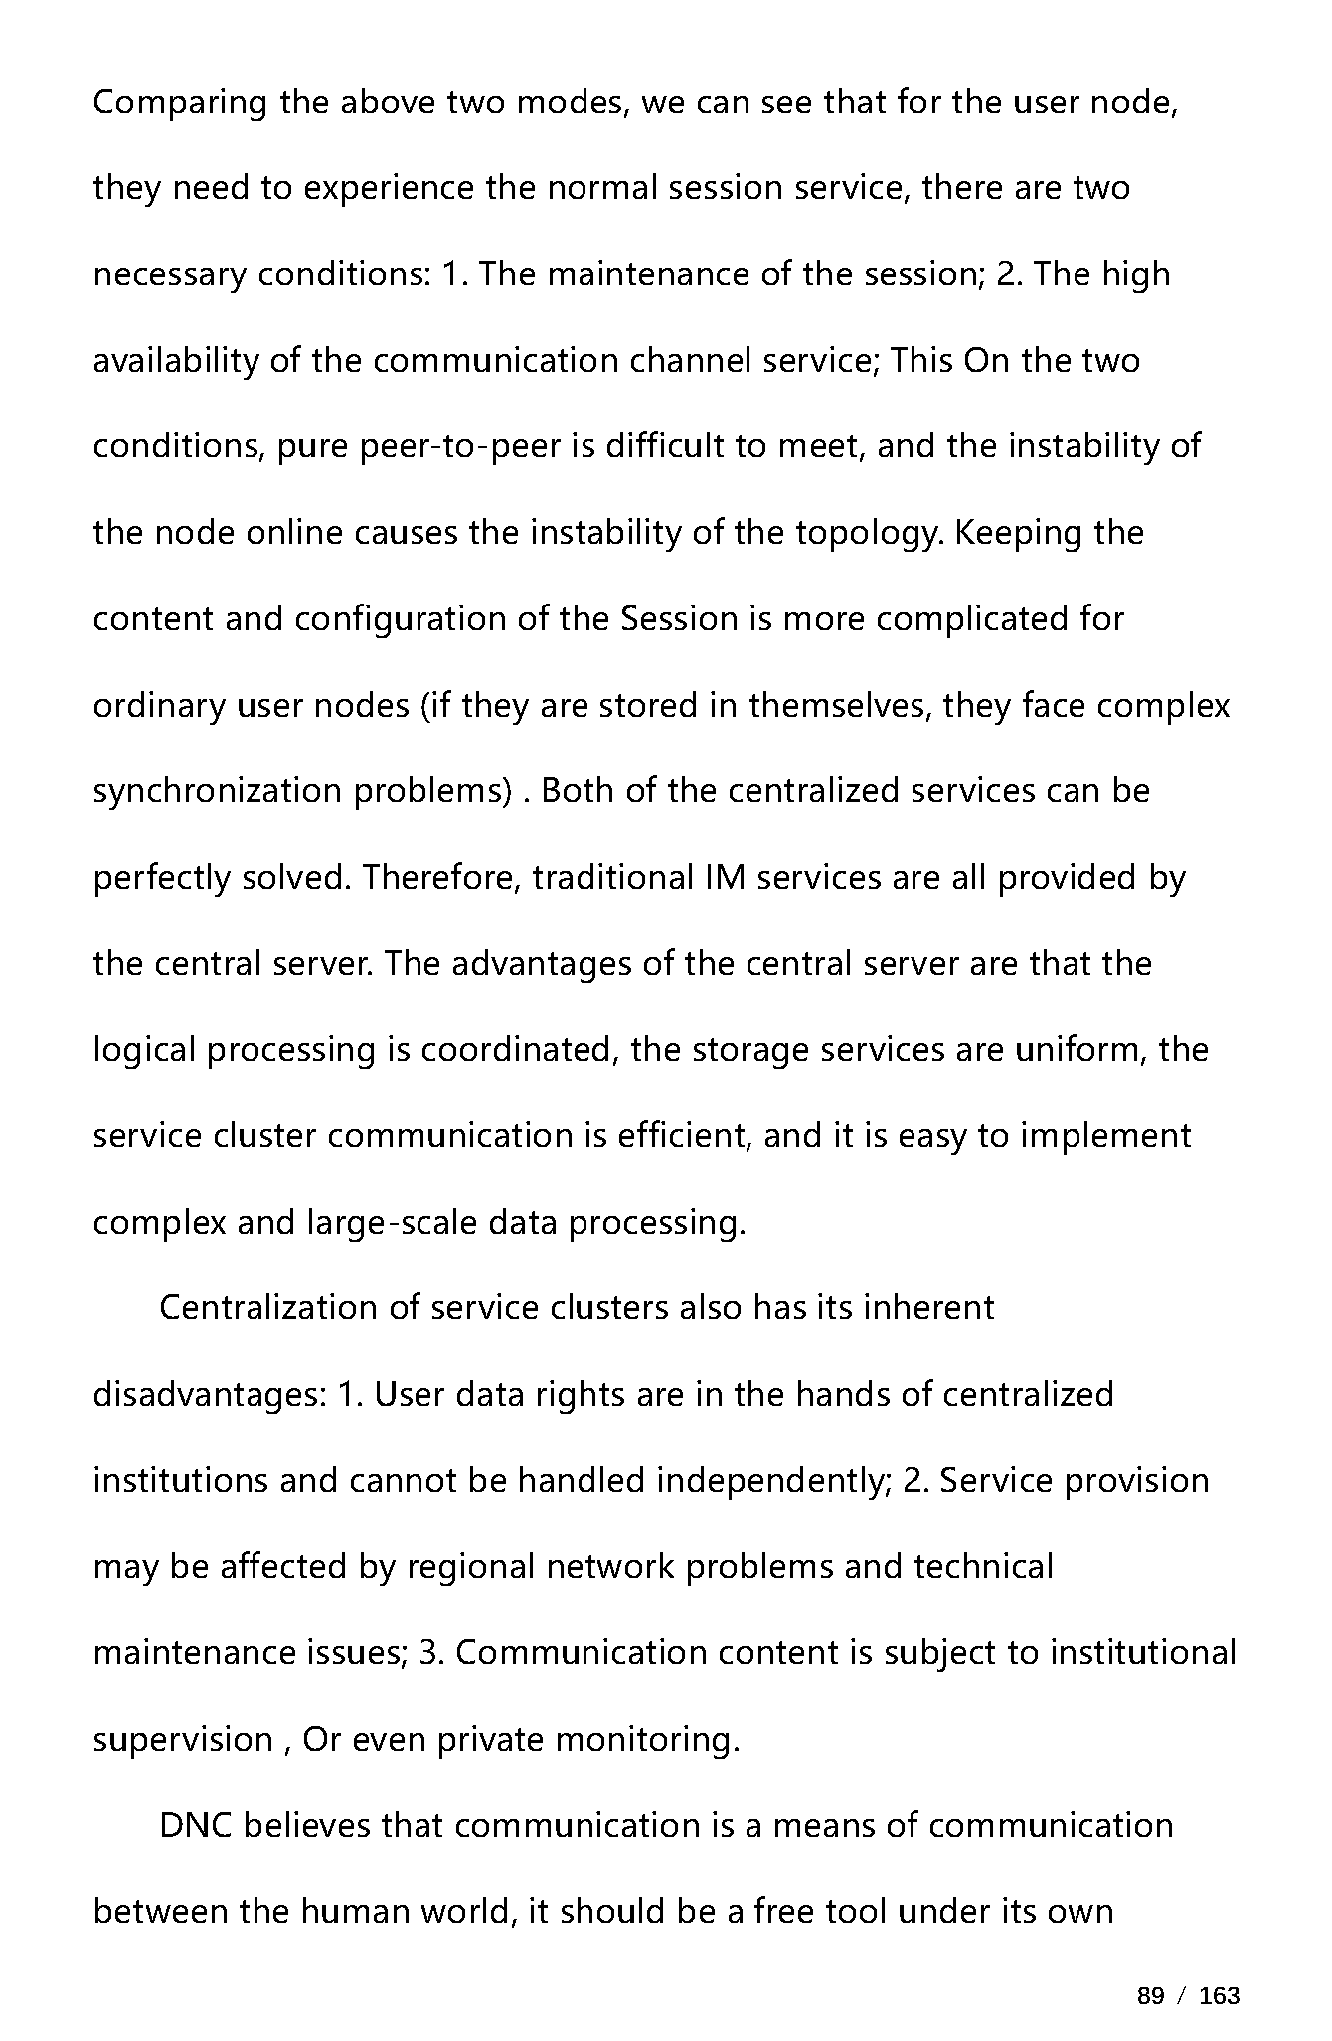 Comparing the above two modes, we can see that for the user node,
they need to experience the normal session service, there are two
necessary conditions: 1. The maintenance of the session; 2. The high
availability of the communication channel service; This On the two
conditions, pure peer-to-peer is difficult to meet, and the instability of
the node online causes the instability of the topology. Keeping the
content and configuration of the Session is more complicated for
ordinary user nodes (if they are stored in themselves, they face complex
synchronization problems) . Both of the centralized services can be
perfectly solved. Therefore, traditional IM services are all provided by
the central server. The advantages of the central server are that the
logical processing is coordinated, the storage services are uniform, the
service cluster communication is efficient, and it is easy to implement
complex and large-scale data processing.
Centralization of service clusters also has its inherent
disadvantages: 1. User data rights are in the hands of centralized
institutions and cannot be handled independently; 2. Service provision
may be affected by regional network problems and technical
maintenance issues; 3. Communication content is subject to institutional
supervision , Or even private monitoring.
DNC believes that communication is a means of communication
between the human world, it should be a free tool under its own
89 / 163